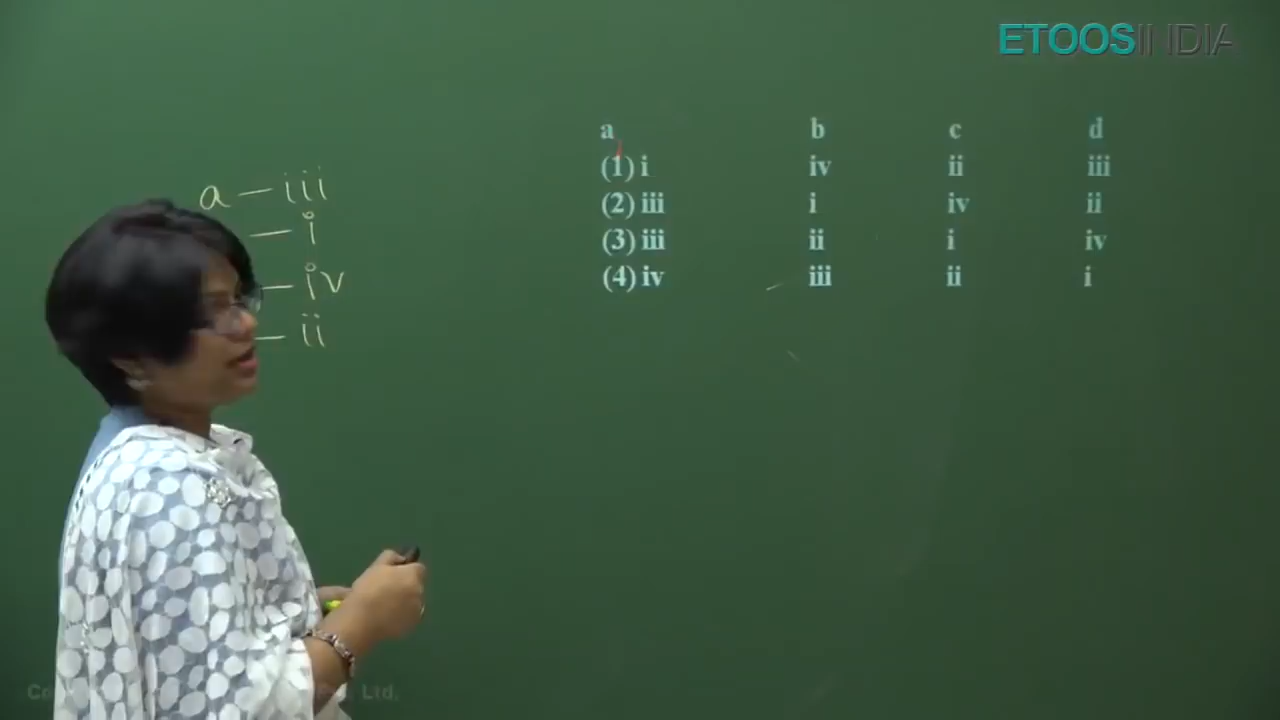 ETOOSINDIA
a — iii
— i
— iv
— ii
a b c d
(1) i iv ii iii
(2) iii i iv ii
(3) iii ii i iv
(4) iv iii ii i
Ltd.